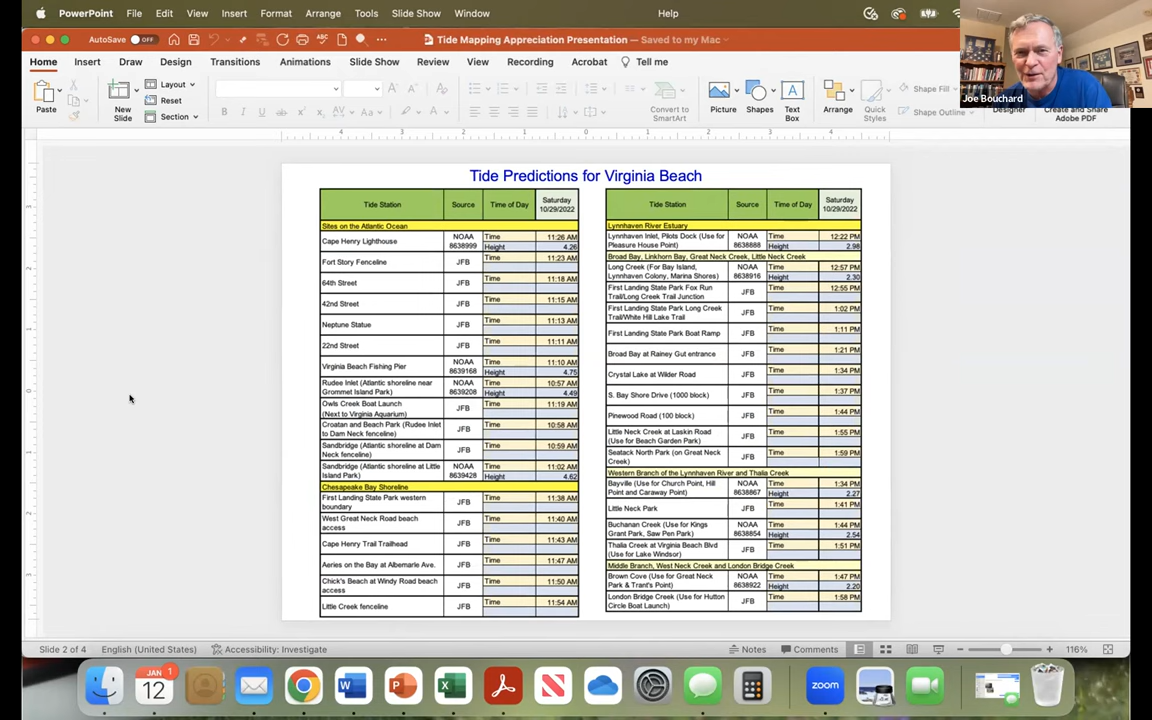 PowerPoint File Edit View Insert Format Arrange Tools Slide Show Window Help
AutoSave OFF Tide Mapping Appreciation Presentation — Saved to my Mac
Home Insert Draw Design Transitions Animations Slide Show Review View Recording Acrobat Tell me
Paste New Slide Layout Reset Section Convert to SmartArt Picture Shapes Text Box Arrange Quick Styles Shape Fill Shape Outline Designer Create and Share Adobe PDF
Joe Bouchard
Tide Predictions for Virginia Beach
Tide Station Source Time of Day Saturday 10/29/2022
Sites on the Atlantic Ocean
Cape Henry Lighthouse NOAA 8638999 Time 11:26 AM Height 4.26
Fort Story Fenceline JFB Time 11:23 AM
64th Street JFB Time 11:18 AM
42nd Street JFB Time 11:15 AM
Neptune Statue JFB Time 11:13 AM
22nd Street JFB Time 11:11 AM
Virginia Beach Fishing Pier NOAA 8639168 Time 11:10 AM Height 4.75
Rudee Inlet (Atlantic shoreline near Grommet Island Park) NOAA 8639208 Time 10:57 AM Height 4.49
Owls Creek Boat Launch (Next to Virginia Aquarium) JFB Time 11:19 AM
Croatan and Beach Park (Rudee Inlet to Dam Neck fenceline) JFB Time 10:58 AM
Sandbridge (Atlantic shoreline at Dam Neck fenceline) JFB Time 10:59 AM
Sandbridge (Atlantic shoreline at Little Island Park) NOAA 8639428 Time 11:02 AM Height 4.62
Chesapeake Bay Shoreline
First Landing State Park western boundary JFB Time 11:38 AM
West Great Neck Road beach access JFB Time 11:40 AM
Cape Henry Trail Trailhead JFB Time 11:43 AM
Aeries on the Bay at Albemarle Ave. JFB Time 11:47 AM
Chick's Beach at Windy Road beach access JFB Time 11:50 AM
Little Creek fenceline JFB Time 11:54 AM
Tide Station Source Time of Day Saturday 10/29/2022
Lynnhaven River Estuary
Lynnhaven Inlet, Pilots Dock (Use for Pleasure House Point) NOAA 8638888 Time 12:22 PM Height 2.98
Broad Bay, Linkhorn Bay, Great Neck Creek, Little Neck Creek
Long Creek (For Bay Island, Lynnhaven Colony, Marina Shores) NOAA 8638916 Time 12:57 PM Height 2.30
First Landing State Park Fox Run Trail/Long Creek Trail Junction JFB Time 12:55 PM
First Landing State Park Long Creek Trail/White Hill Lake Trail JFB Time 1:02 PM
First Landing State Park Boat Ramp JFB Time 1:11 PM
Broad Bay at Rainey Gut entrance JFB Time 1:21 PM
Crystal Lake at Wilder Road JFB Time 1:34 PM
S. Bay Shore Drive (1000 block) JFB Time 1:37 PM
Pinewood Road (100 block) JFB Time 1:44 PM
Little Neck Creek at Laskin Road (Use for Beach Garden Park) JFB Time 1:55 PM
Seatack North Park (on Great Neck Creek) JFB Time 1:59 PM
Western Branch of the Lynnhaven River and Thalia Creek
Bayville (Use for Church Point, Hill Point and Caraway Point) NOAA 8638867 Time 1:34 PM Height 2.27
Little Neck Park JFB Time 1:41 PM
Buchanan Creek (Use for Kings Grant Park, Saw Pen Park) NOAA 8638854 Time 1:44 PM Height 2.54
Thalia Creek at Virginia Beach Blvd (Use for Lake Windsor) JFB Time 1:51 PM
Middle Branch, West Neck Creek and London Bridge Creek
Brown Cove (Use for Great Neck Park & Trant's Point) NOAA 8638922 Time 1:47 PM Height 2.20
London Bridge Creek (Use for Hutton Circle Boat Launch) JFB Time 1:58 PM
Slide 2 of 4 English (United States) Accessibility: Investigate Notes Comments 116%
JAN 12 1 zoom